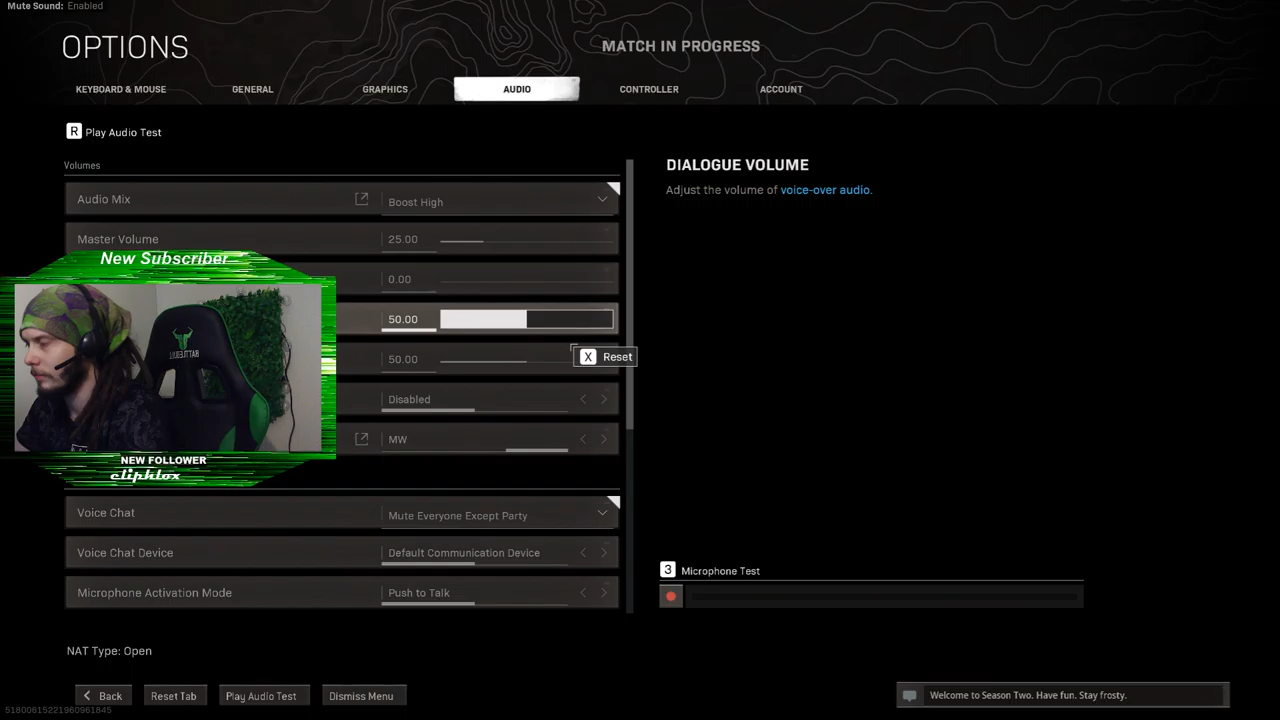 Mute Sound: Enabled
OPTIONS
MATCH IN PROGRESS
KEYBOARD & MOUSE
GENERAL
GRAPHICS
AUDIO
CONTROLLER
ACCOUNT
R Play Audio Test
Volumes
Audio Mix
Boost High
Master Volume
25.00
0.00
50.00
50.00
X Reset
Disabled
MW
New Subscriber
NEW FOLLOWER
cliphlox
Voice Chat
Mute Everyone Except Party
Voice Chat Device
Default Communication Device
Microphone Activation Mode
Push to Talk
DIALOGUE VOLUME
Adjust the volume of voice-over audio.
3 Microphone Test
NAT Type: Open
Back
Reset Tab
Play Audio Test
Dismiss Menu
Welcome to Season Two. Have fun. Stay frosty.
51800615221960961845